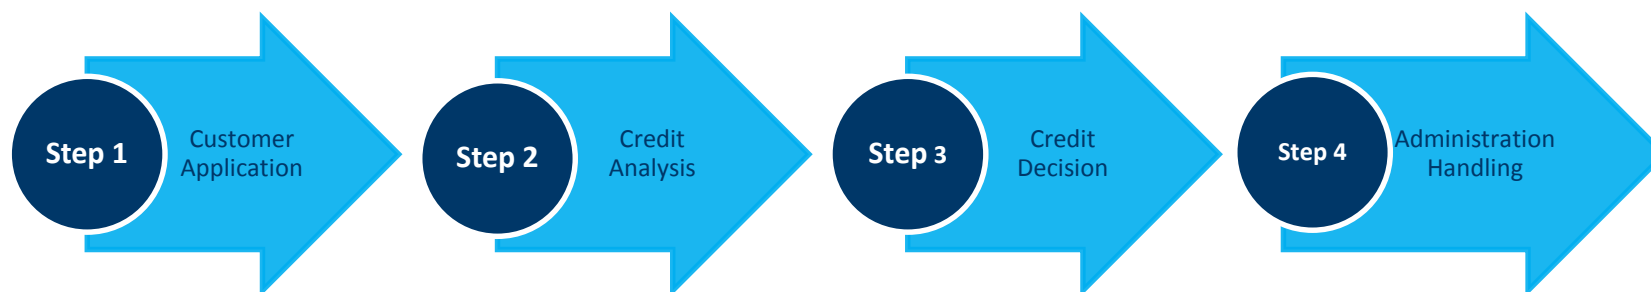 Step 1
Customer
Application
Step 2
Credit
Analysis
Step 3
Credit
Decision
Step 4
Administration
Handling